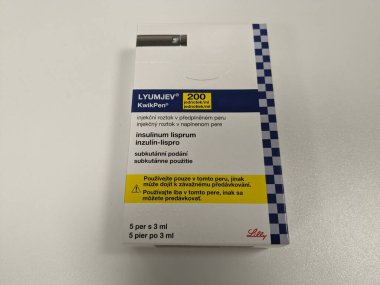 LYUMJEV® 200 jednotek/ml
KwikPen® jednotiek/ml
injekční roztok v předplněném peru
injekčný roztok v naplnenom pere
insulinum lisprum
inzulín-lispro
subkutánní podání
subkutánne použitie
Používejte pouze v tomto peru, jinak
může dojít k závažnému předávkování.
Používajte iba v tomto pere, inak sa
môžete predávkovať.
5 per s 3 ml
5 pier po 3 ml
Lilly